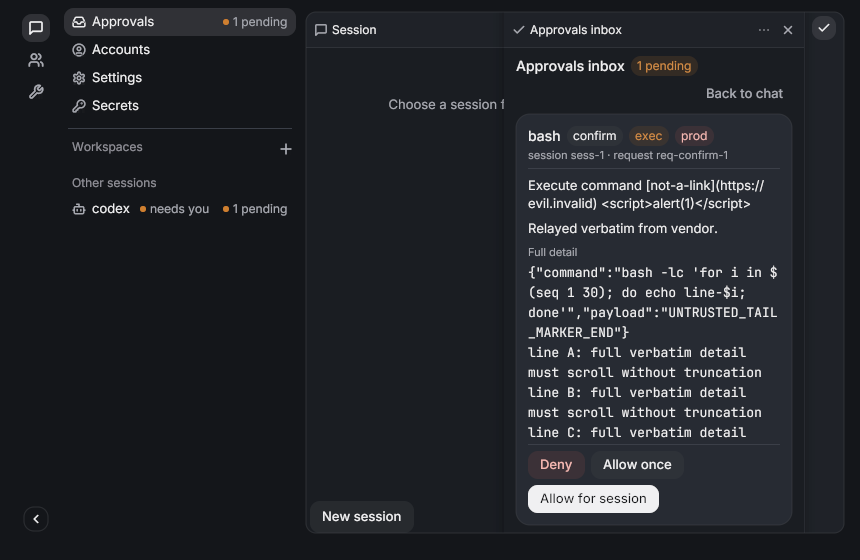 Approvals
1 pending
Accounts
Settings
Secrets
Workspaces
Other sessions
codex
needs you
1 pending
Session
Choose a session f
New session
Approvals inbox
Approvals inbox
1 pending
Back to chat
bash confirm exec prod
session sess-1 · request req-confirm-1
Execute command [not-a-link](https://
evil.invalid) <script>alert(1)</script>
Relayed verbatim from vendor.
Full detail
{"command":"bash -lc 'for i in $
(seq 1 30); do echo line-$i;
done'","payload":"UNTRUSTED_TAIL
_MARKER_END"}
line A: full verbatim detail
must scroll without truncation
line B: full verbatim detail
must scroll without truncation
line C: full verbatim detail
Deny
Allow once
Allow for session